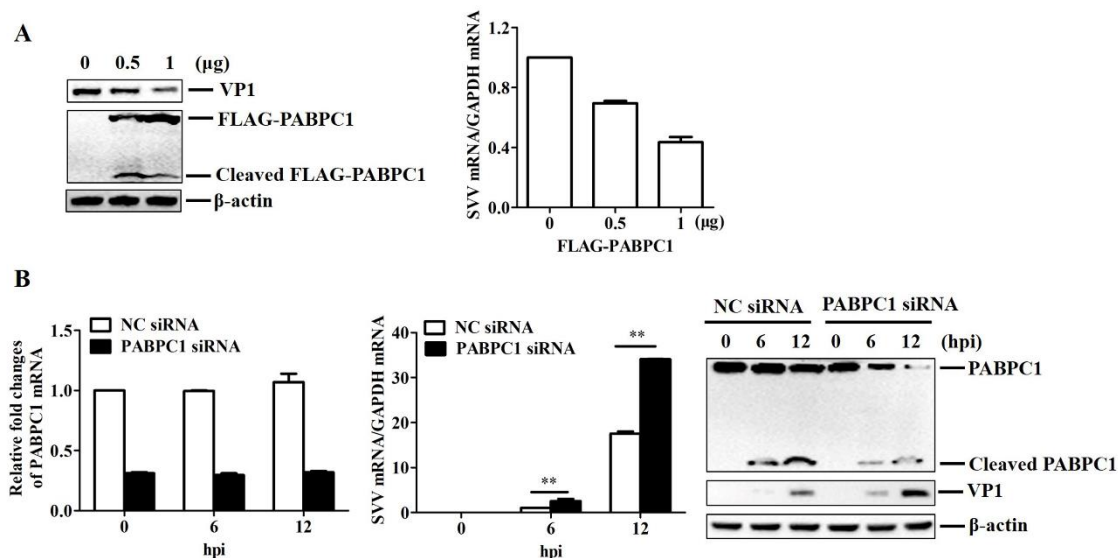 A
0 0.5 1 (μg)
VP1
FLAG-PABPC1
Cleaved FLAG-PABPC1
β-actin
SVV mRNA/GAPDH mRNA
1.2
0.8
0.4
0.0
0 0.5 1 (μg)
FLAG-PABPC1
B
Relative fold changes
of PABPC1 mRNA
1.5
1.0
0.5
0.0
NC siRNA
PABPC1 siRNA
0 6 12
hpi
SVV mRNA/GAPDH mRNA
40
30
20
10
0
NC siRNA
PABPC1 siRNA
**
**
0 6 12
hpi
NC siRNA PABPC1 siRNA
0 6 12 0 6 12 (hpi)
PABPC1
Cleaved PABPC1
VP1
β-actin